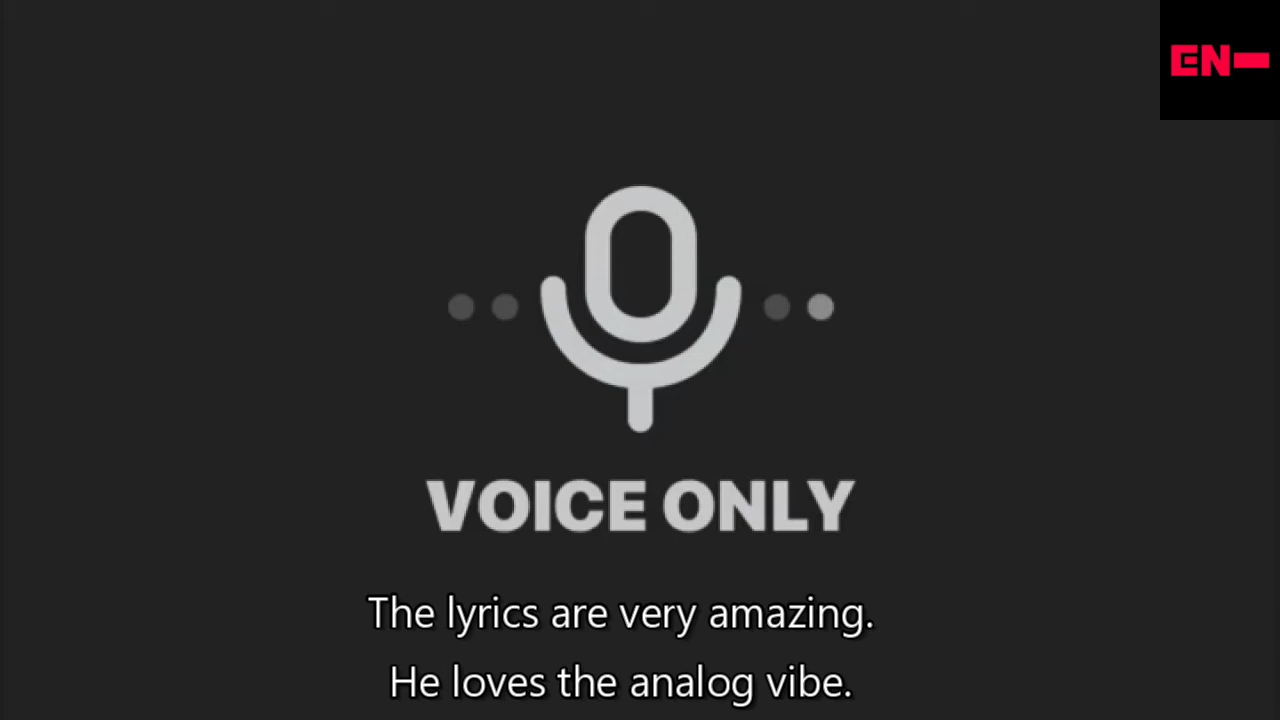 EN-
VOICE ONLY
The lyrics are very amazing.
He loves the analog vibe.